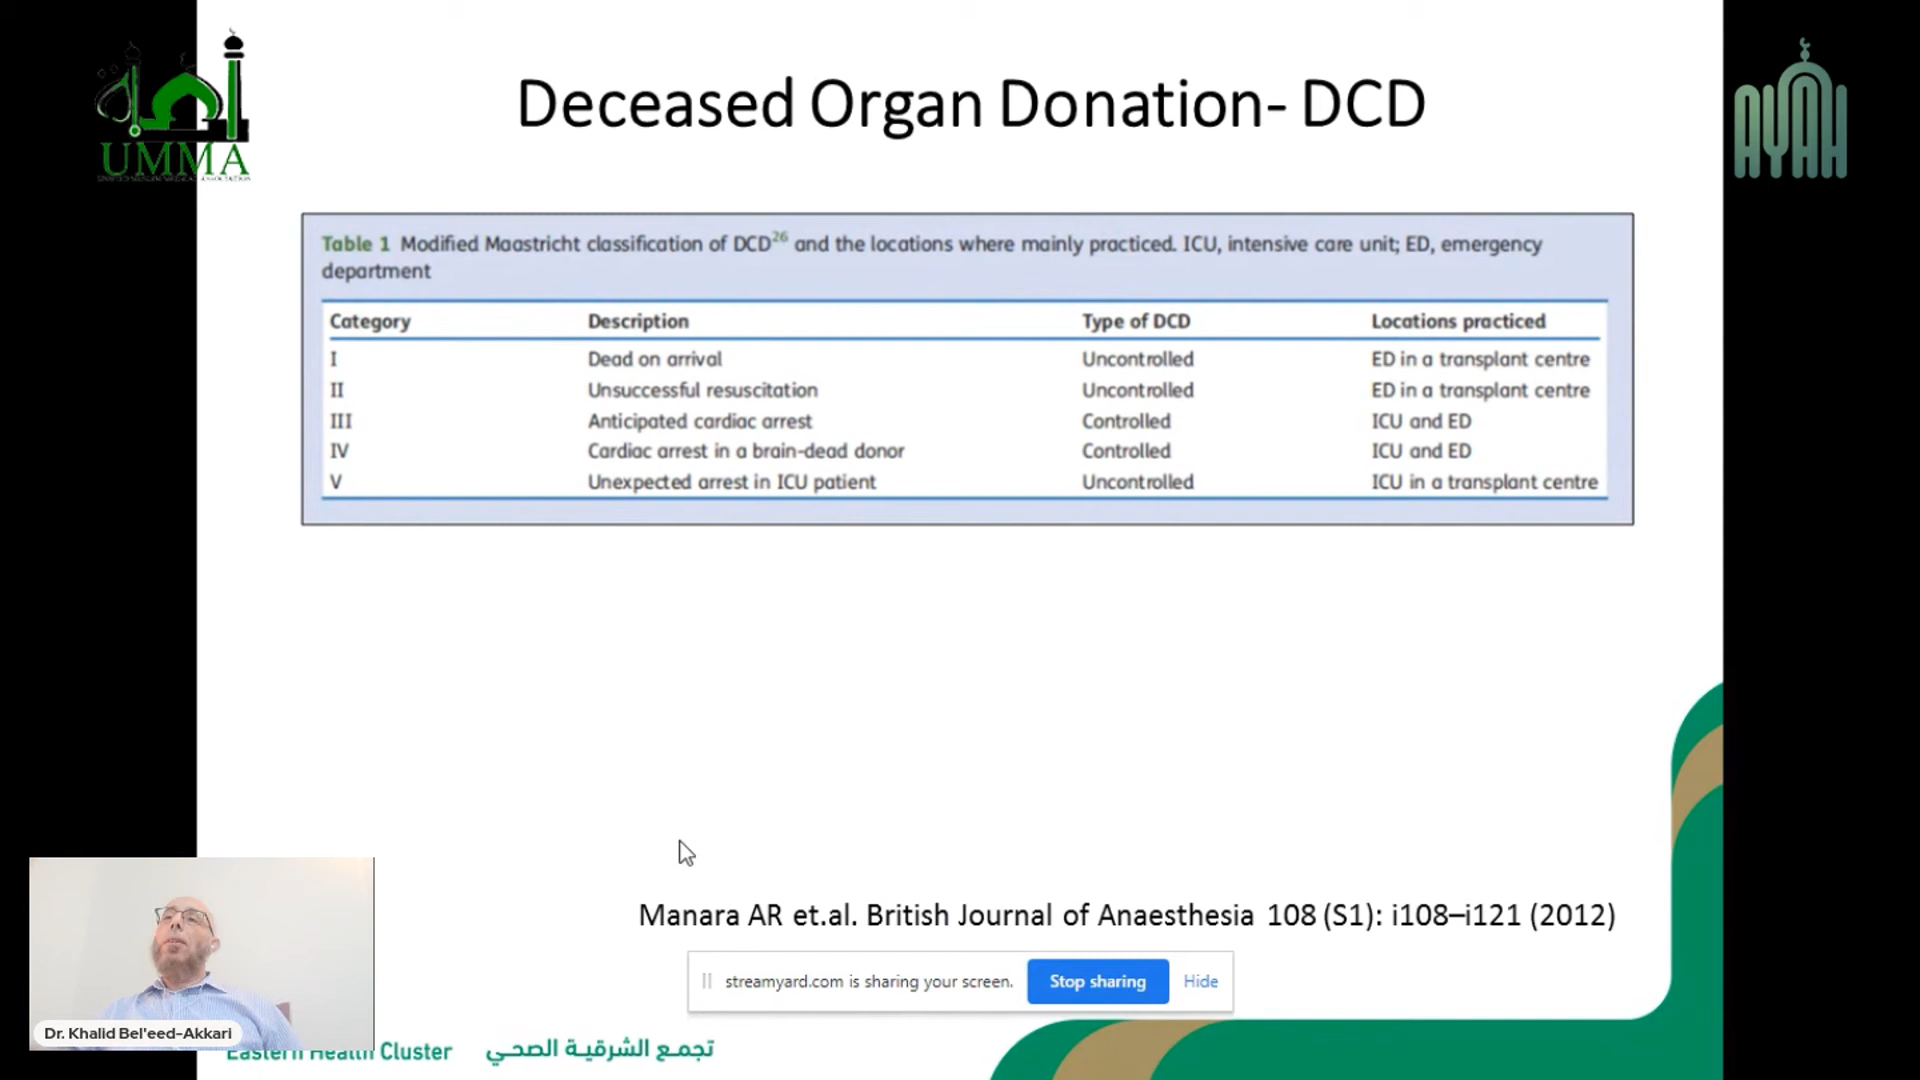 Deceased Organ Donation- DCD
UMMA
AYAH
Table 1 Modified Maastricht classification of DCD26 and the locations where mainly practiced. ICU, intensive care unit; ED, emergency
department
Category Description Type of DCD Locations practiced
I Dead on arrival Uncontrolled ED in a transplant centre
II Unsuccessful resuscitation Uncontrolled ED in a transplant centre
III Anticipated cardiac arrest Controlled ICU and ED
IV Cardiac arrest in a brain-dead donor Controlled ICU and ED
V Unexpected arrest in ICU patient Uncontrolled ICU in a transplant centre
Manara AR et.al. British Journal of Anaesthesia 108 (S1): i108–i121 (2012)
streamyard.com is sharing your screen. Stop sharing Hide
Dr. Khalid Bel'eed-Akkari
Eastern Health Cluster تجمع الشرقية الصحي